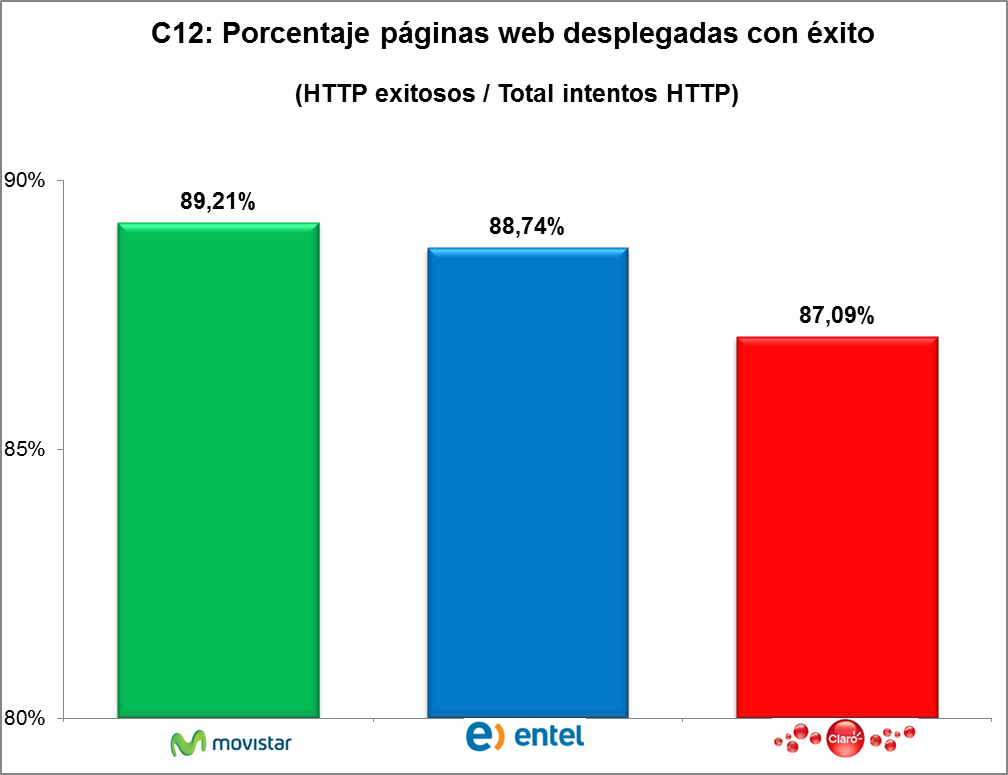 C12: Porcentaje páginas web desplegadas con éxito
(HTTP exitosos / Total intentos HTTP)
90%
89,21%
88,74%
87,09%
85%
80%
movistar
entel
Claro